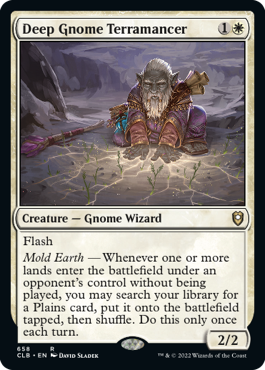 Deep Gnome Terramancer 1
Creature — Gnome Wizard
Flash
Mold Earth — Whenever one or more
lands enter the battlefield under an
opponent's control without being
played, you may search your library for
a Plains card, put it onto the battlefield
tapped, then shuffle. Do this only once
each turn.
2/2
658 R
CLB • EN David Sladek
™ & © 2022 Wizards of the Coast